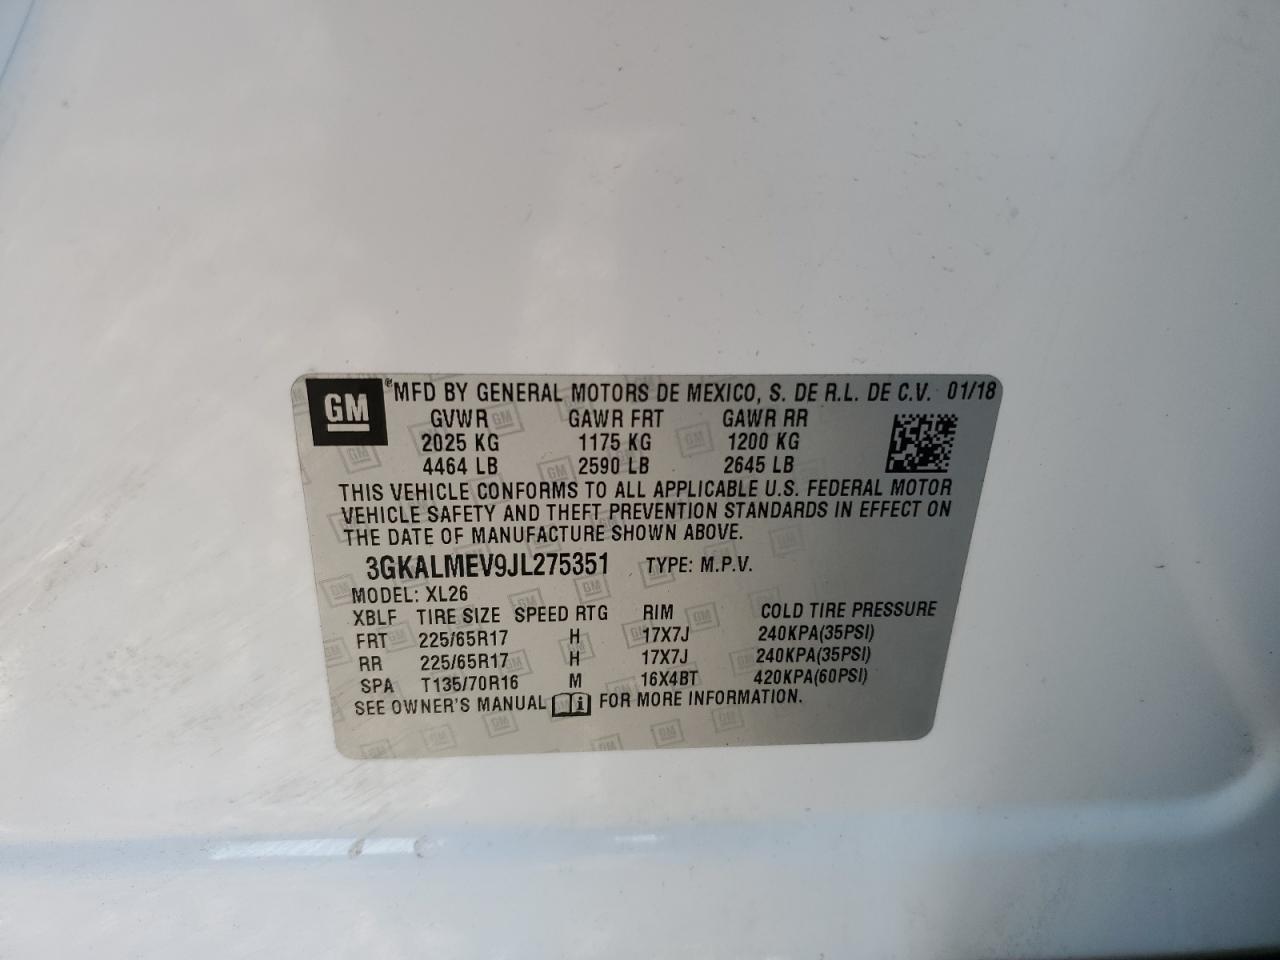 GM ® MFD BY GENERAL MOTORS DE MEXICO, S. DE R.L. DE C.V. 01/18
GVWR GAWR FRT GAWR RR
2025 KG 1175 KG 1200 KG
4464 LB 2590 LB 2645 LB
THIS VEHICLE CONFORMS TO ALL APPLICABLE U.S. FEDERAL MOTOR
VEHICLE SAFETY AND THEFT PREVENTION STANDARDS IN EFFECT ON
THE DATE OF MANUFACTURE SHOWN ABOVE.
3GKALMEV9JL275351 TYPE: M.P.V.
MODEL: XL26
XBLF TIRE SIZE SPEED RTG RIM COLD TIRE PRESSURE
FRT 225/65R17 H 17X7J 240KPA(35PSI)
RR 225/65R17 H 17X7J 240KPA(35PSI)
SPA T135/70R16 M 16X4BT 420KPA(60PSI)
SEE OWNER'S MANUAL i FOR MORE INFORMATION.